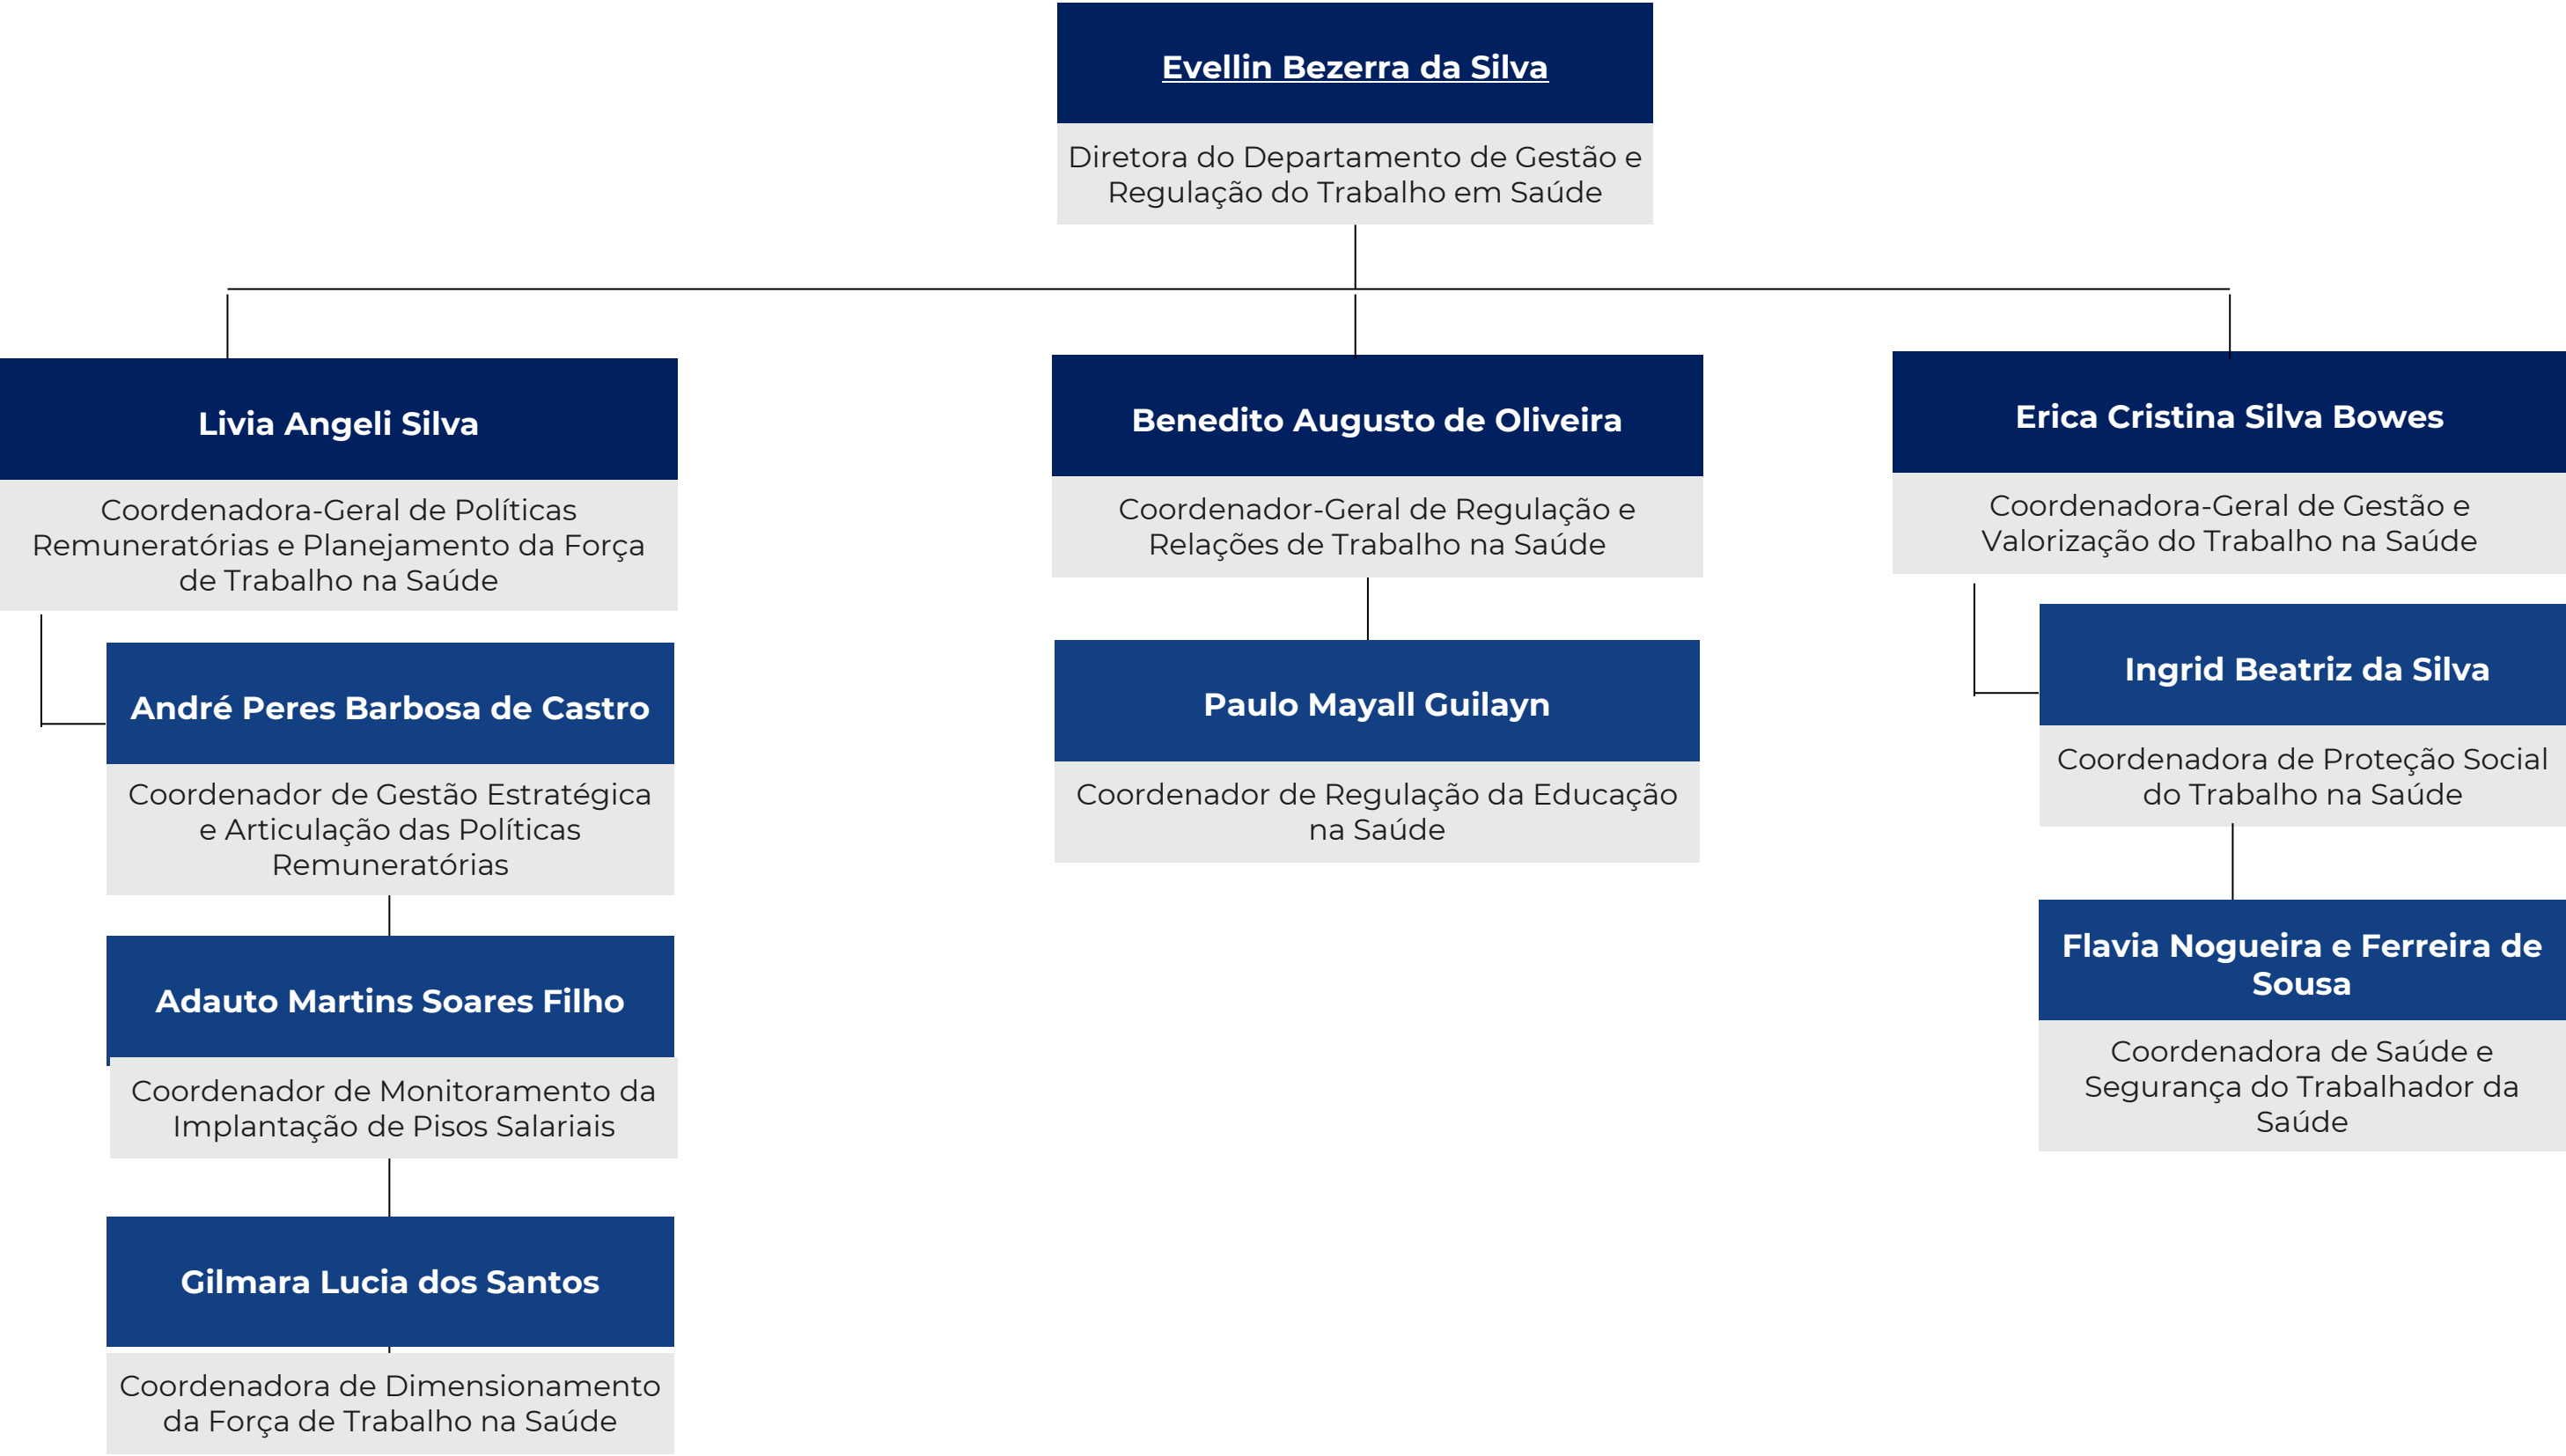 Evellin Bezerra da Silva
Diretora do Departamento de Gestão e
Regulação do Trabalho em Saúde
Livia Angeli Silva
Coordenadora-Geral de Políticas
Remuneratórias e Planejamento da Força
de Trabalho na Saúde
André Peres Barbosa de Castro
Coordenador de Gestão Estratégica
e Articulação das Políticas
Remuneratórias
Adauto Martins Soares Filho
Coordenador de Monitoramento da
Implantação de Pisos Salariais
Gilmara Lucia dos Santos
Coordenadora de Dimensionamento
da Força de Trabalho na Saúde
Benedito Augusto de Oliveira
Coordenador-Geral de Regulação e
Relações de Trabalho na Saúde
Paulo Mayall Guilayn
Coordenador de Regulação da Educação
na Saúde
Erica Cristina Silva Bowes
Coordenadora-Geral de Gestão e
Valorização do Trabalho na Saúde
Ingrid Beatriz da Silva
Coordenadora de Proteção Social
do Trabalho na Saúde
Flavia Nogueira e Ferreira de
Sousa
Coordenadora de Saúde e
Segurança do Trabalhador da
Saúde